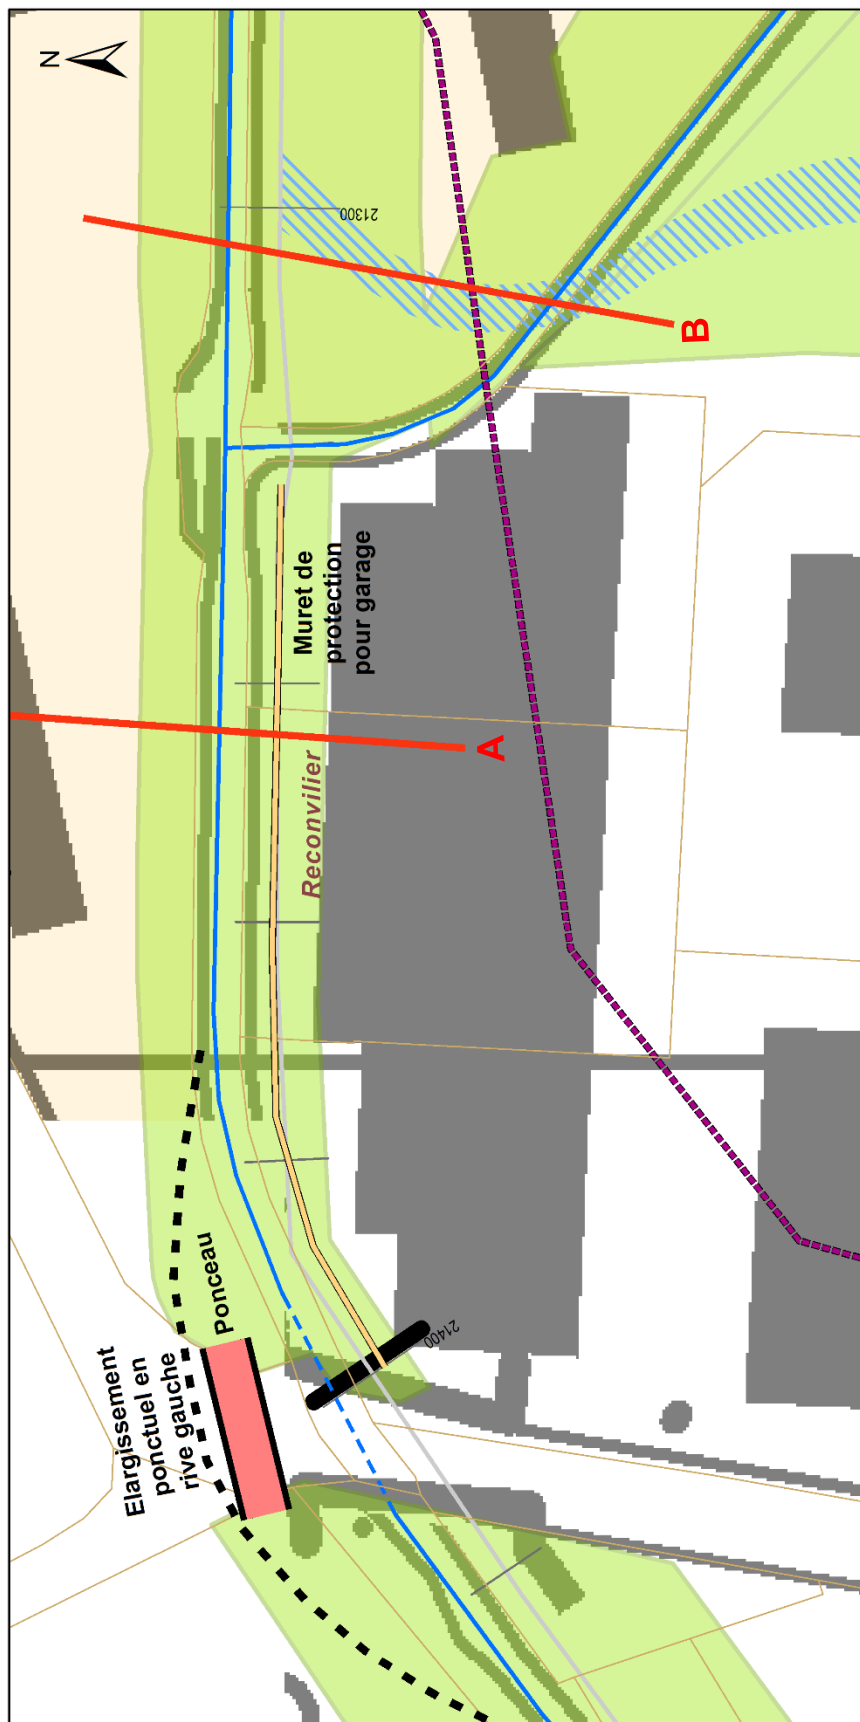 N
21300
B
Muret de
protection
pour garage
A
Reconvilier
Ponceau
21400
Elargissement
ponctuel en
rive gauche